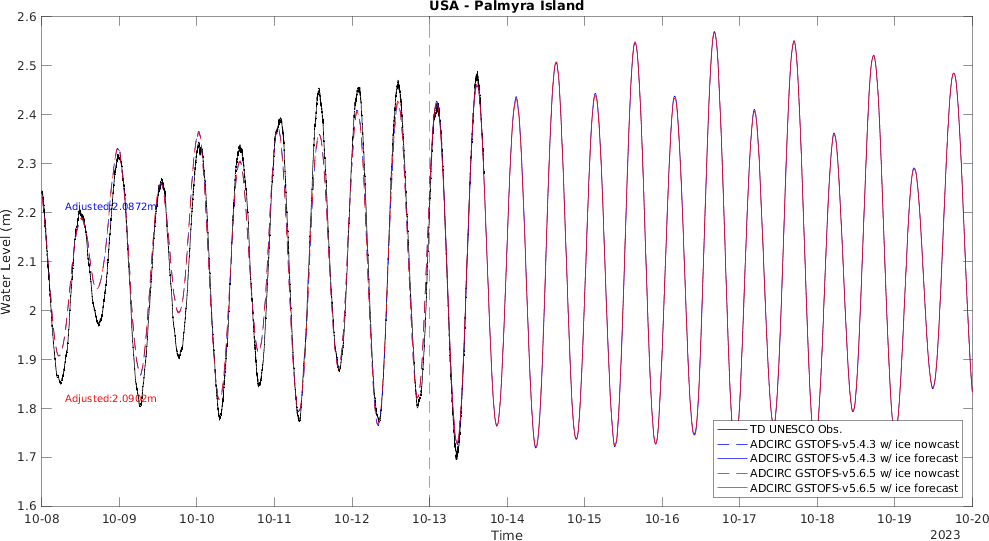 USA - Palmyra Island
2.6
2.5
2.4
2.3
2.2
2.1
2
1.9
1.8
1.7
1.6
Water Level (m)
Adjusted:2.0872m
Adjusted:2.0902m
TD UNESCO Obs.
ADCIRC GSTOFS-v5.4.3 w/ ice nowcast
ADCIRC GSTOFS-v5.4.3 w/ ice forecast
ADCIRC GSTOFS-v5.6.5 w/ ice nowcast
ADCIRC GSTOFS-v5.6.5 w/ ice forecast
10-08 10-09 10-10 10-11 10-12 10-13 10-14 10-15 10-16 10-17 10-18 10-19 10-20
Time
2023